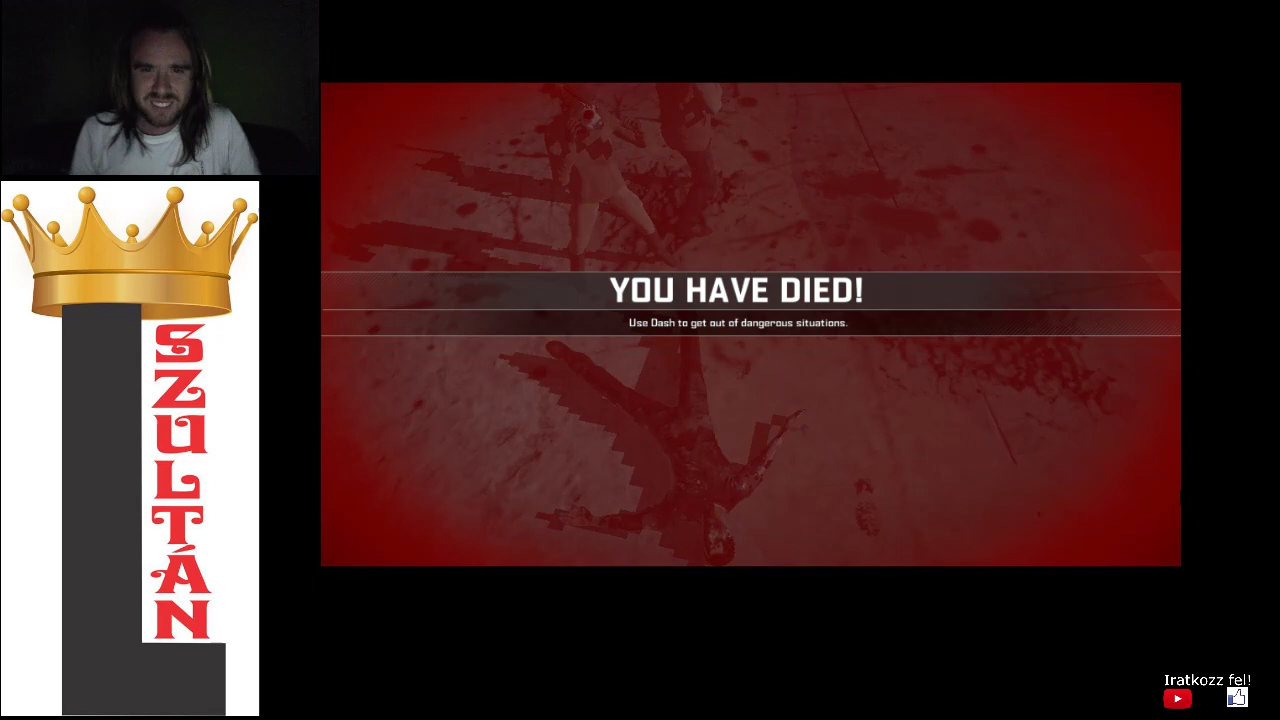 SZULTÁN
YOU HAVE DIED!
Use Dash to get out of dangerous situations.
Iratkozz fel!